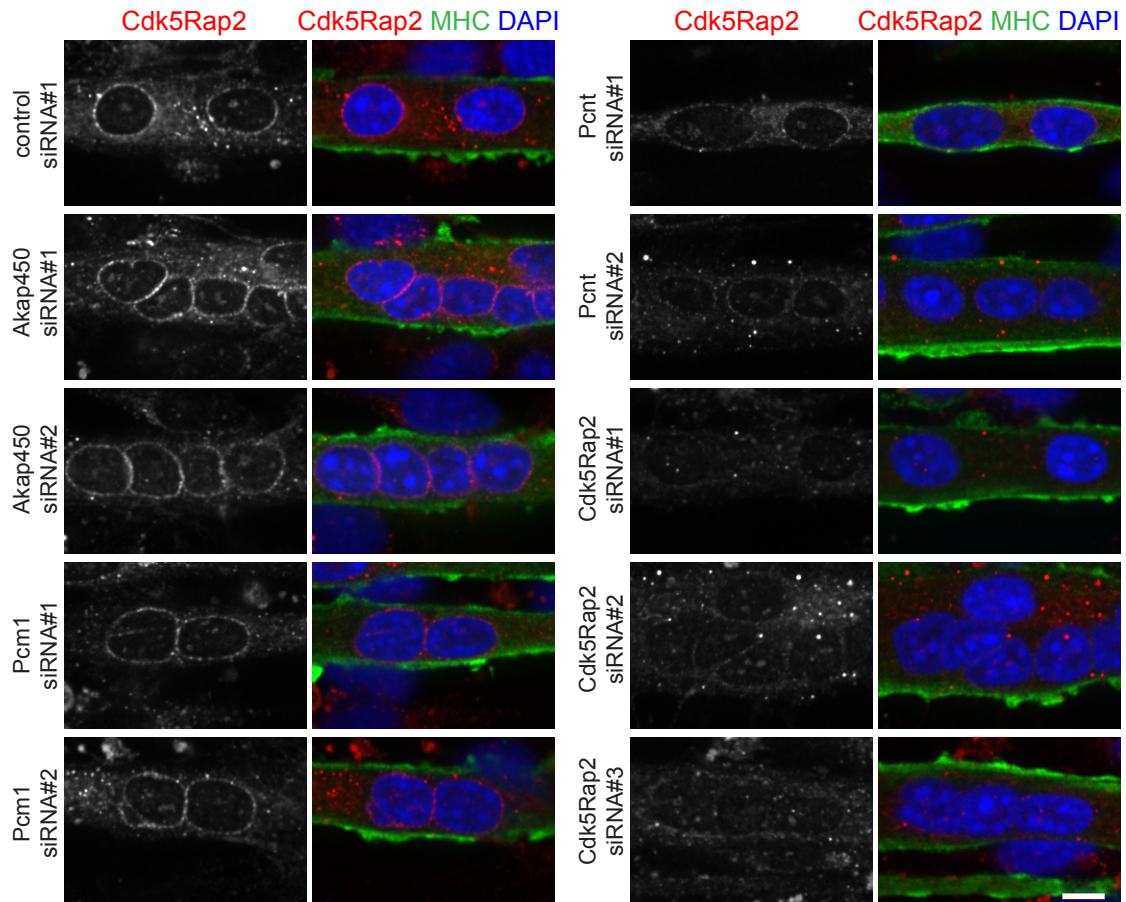 Cdk5Rap2
Cdk5Rap2 MHC DAPI
Cdk5Rap2
Cdk5Rap2 MHC DAPI
control
siRNA#1
Akap450
siRNA#1
Akap450
siRNA#2
Pcm1
siRNA#1
Pcm1
siRNA#2
Pcnt
siRNA#1
Pcnt
siRNA#2
Cdk5Rap2
siRNA#1
Cdk5Rap2
siRNA#2
Cdk5Rap2
siRNA#3